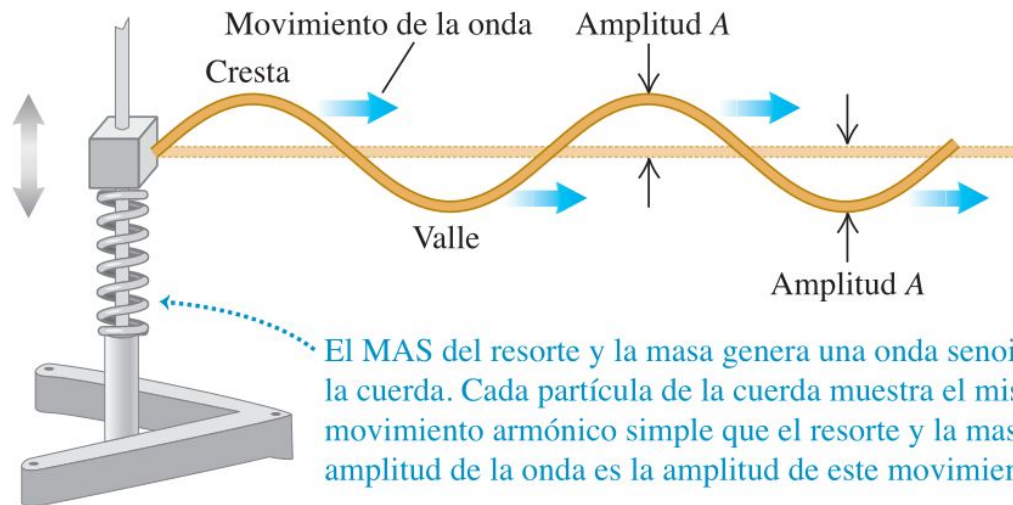 Movimiento de la onda
Amplitud A
Cresta
Valle
Amplitud A
El MAS del resorte y la masa genera una onda
la cuerda. Cada partícula de la cuerda muestra el
movimiento armónico simple que el resorte y la
amplitud de la onda es la amplitud de este